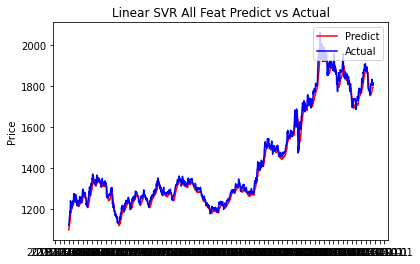 Linear SVR All Feat Predict vs Actual
Predict
Actual
2000
1800
1600
1400
1200
Price